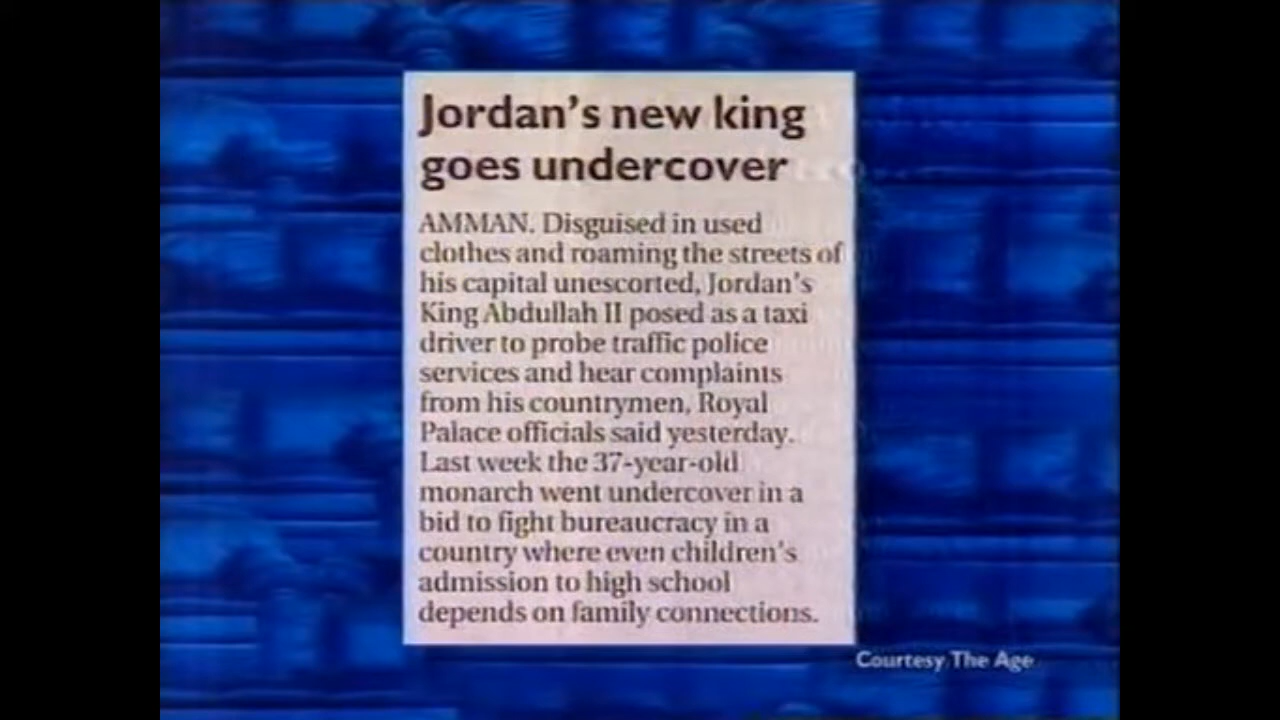 Jordan's new king
goes undercover
AMMAN. Disguised in used
clothes and roaming the streets of
his capital unescorted, Jordan's
King Abdullah II posed as a taxi
driver to probe traffic police
services and hear complaints
from his countrymen, Royal
Palace officials said yesterday.
Last week the 37-year-old
monarch went undercover in a
bid to fight bureaucracy in a
country where even children's
admission to high school
depends on family connections.
Courtesy The Age